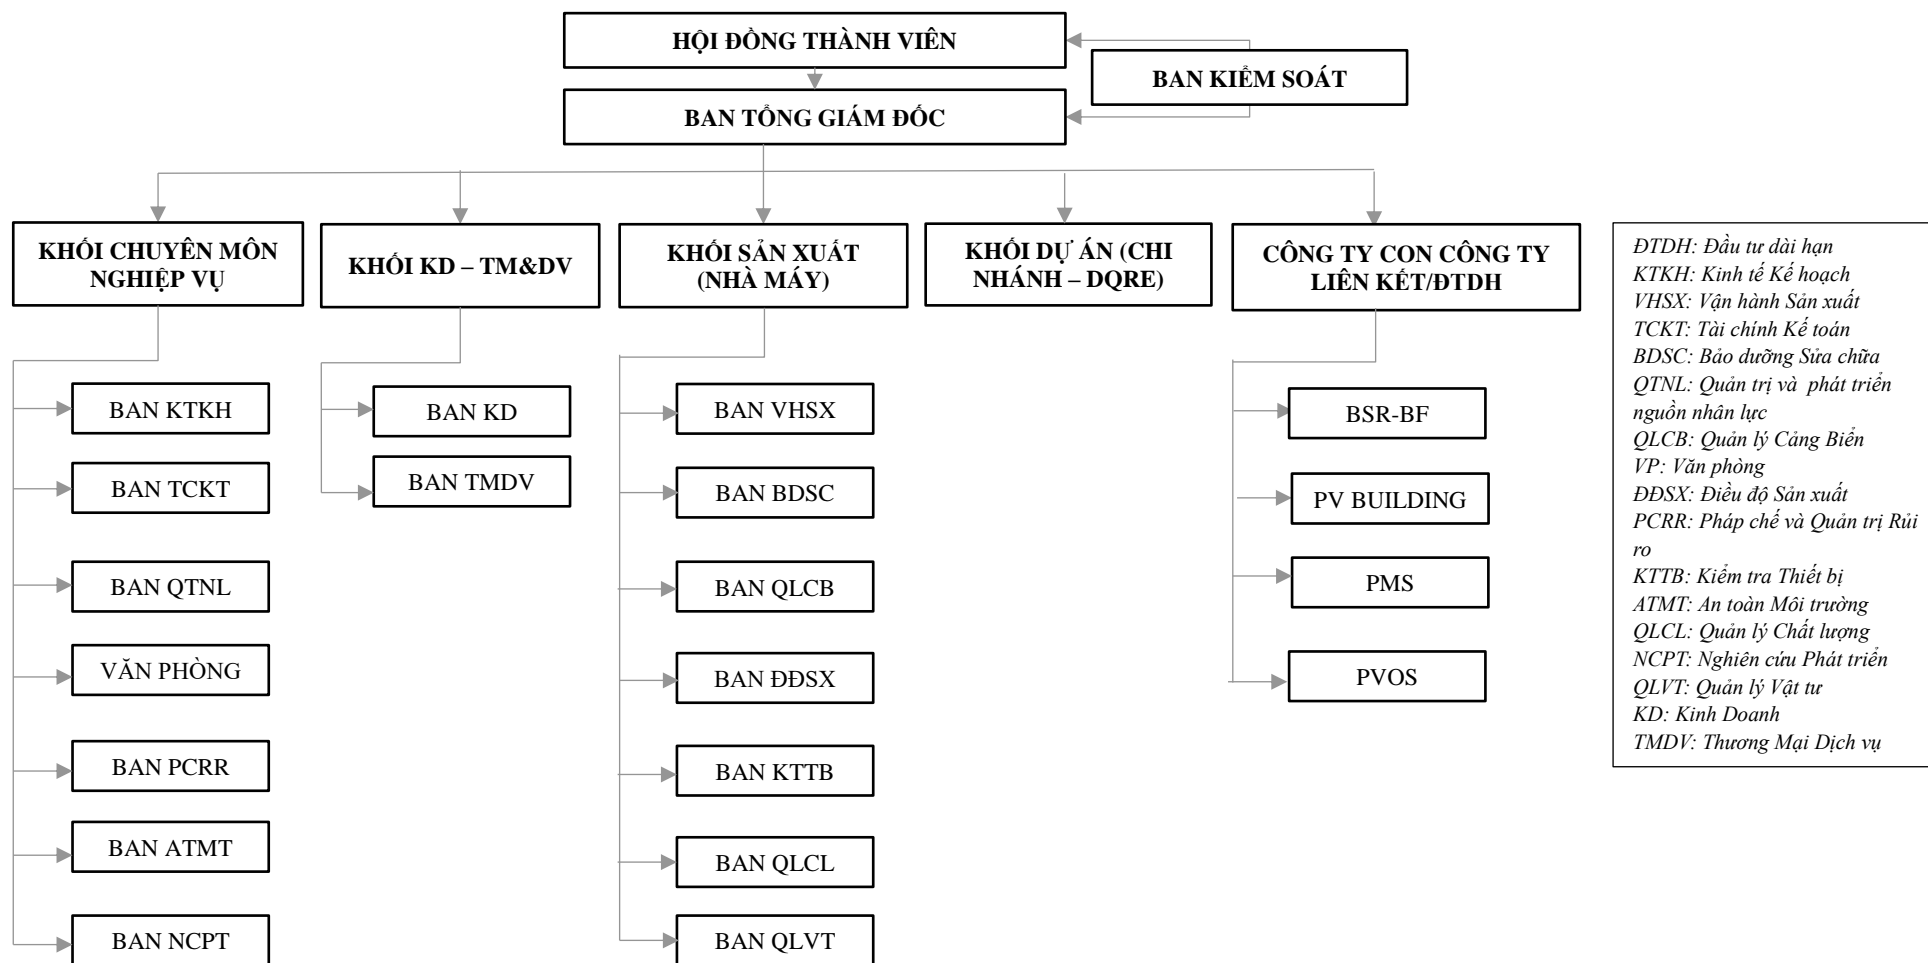 HỘI ĐỒNG THÀNH VIÊN
BAN KIỂM SOÁT
BAN TỔNG GIÁM ĐỐC
KHỐI CHUYÊN MÔN
NGHIỆP VỤ
KHỐI KD – TM&DV
KHỐI SẢN XUẤT
(NHÀ MÁY)
KHỐI DỰ ÁN (CHI
NHÁNH – DQRE)
CÔNG TY CON CÔNG TY
LIÊN KẾT/ĐTDH
BAN KTKH
BAN TCKT
BAN QTNL
VĂN PHÒNG
BAN PCRR
BAN ATMT
BAN NCPT
BAN KD
BAN TMDV
BAN VHSX
BAN BDSC
BAN QLCB
BAN ĐĐSX
BAN KTTB
BAN QLCL
BAN QLVT
BSR-BF
PV BUILDING
PMS
PVOS
ĐTDH: Đầu tư dài hạn
KTKH: Kinh tế Kế hoạch
VHSX: Vận hành Sản xuất
TCKT: Tài chính Kế toán
BDSC: Bảo dưỡng Sửa chữa
QTNL: Quản trị và phát triển
nguồn nhân lực
QLCB: Quản lý Cảng Biển
VP: Văn phòng
ĐĐSX: Điều độ Sản xuất
PCRR: Pháp chế và Quản trị Rủi
ro
KTTB: Kiểm tra Thiết bị
ATMT: An toàn Môi trường
QLCL: Quản lý Chất lượng
NCPT: Nghiên cứu Phát triển
QLVT: Quản lý Vật tư
KD: Kinh Doanh
TMDV: Thương Mại Dịch vụ